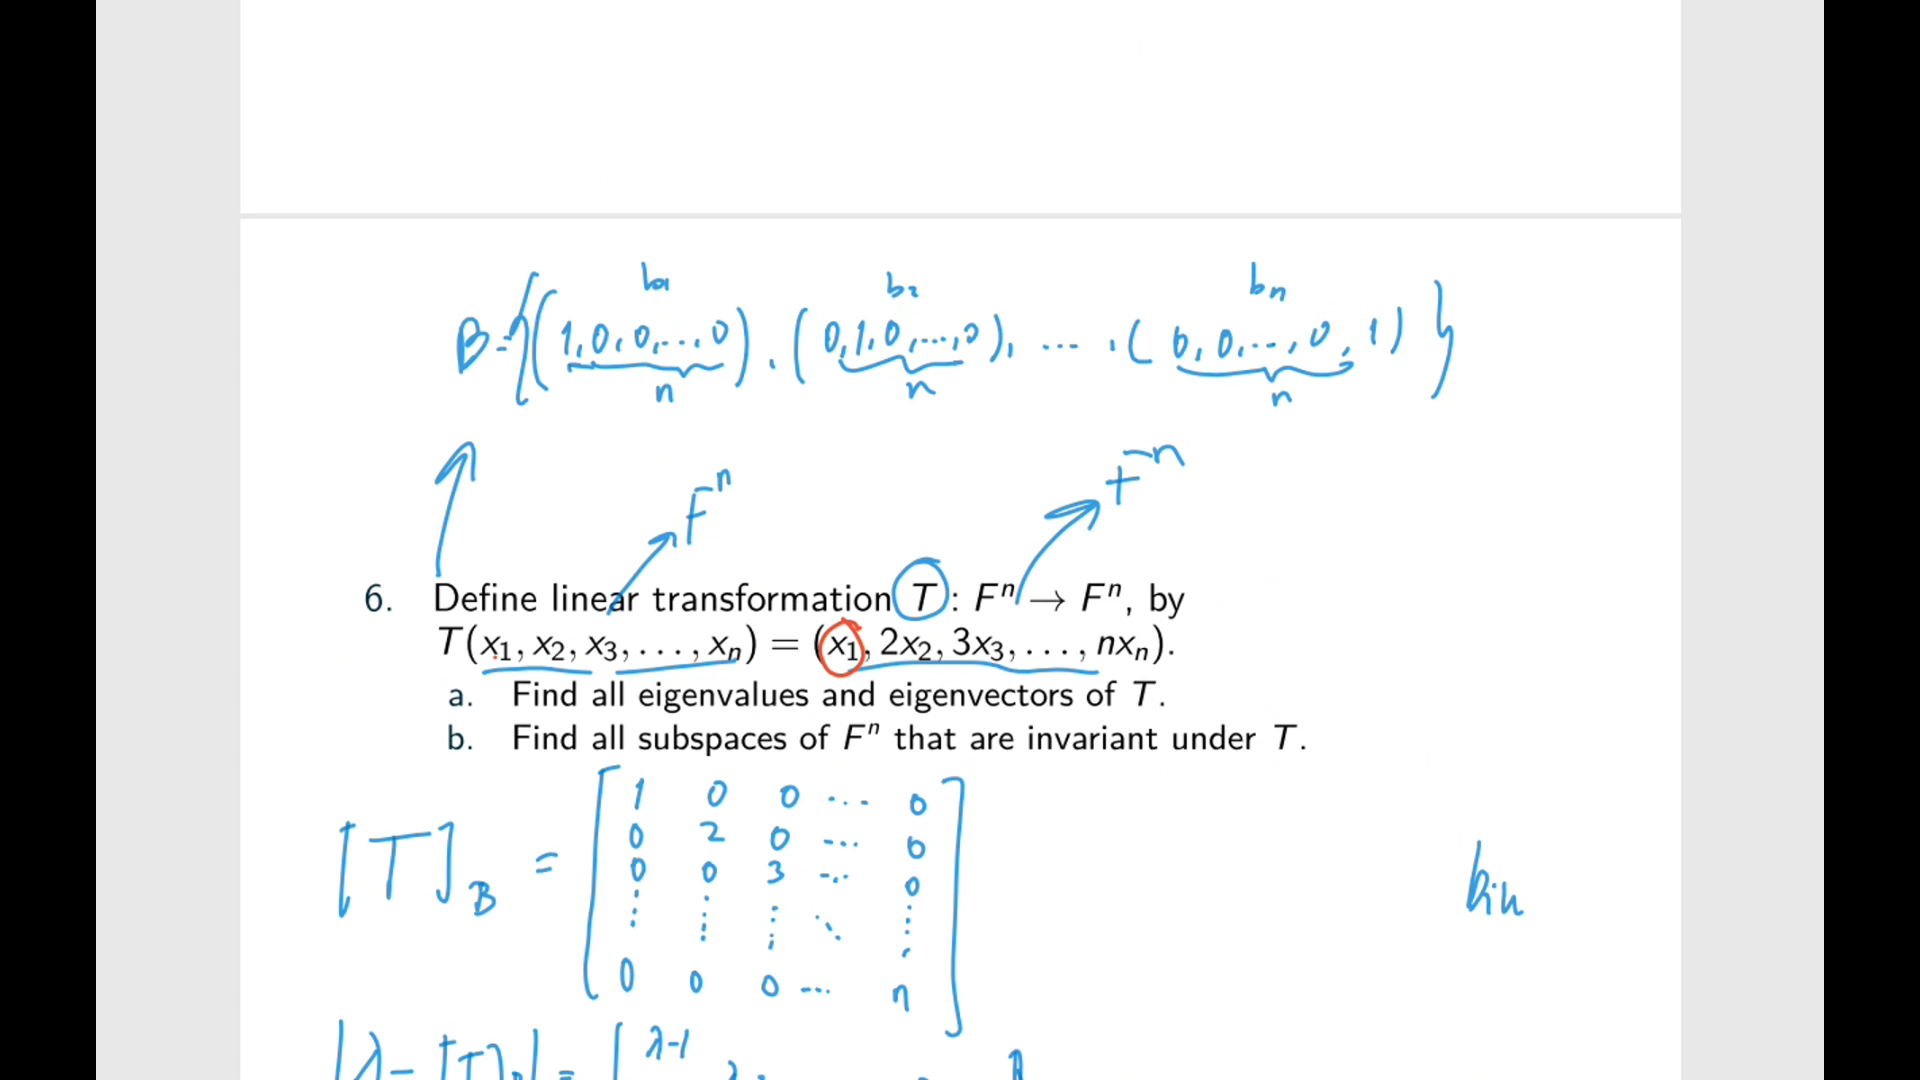 b₁ b₂ bₙ
B = {(1,0,0,...,0), (0,1,0,...,0), ..., (0,0,...,0,1)}
n n n
Fⁿ Fⁿ
6. Define linear transformation T : Fⁿ → Fⁿ, by
T(x₁, x₂, x₃, . . . , xₙ) = (x₁, 2x₂, 3x₃, . . . , nxₙ).
a. Find all eigenvalues and eigenvectors of T.
b. Find all subspaces of Fⁿ that are invariant under T.
1 0 0 ... 0
0 2 0 ... 0
[T]_B = 0 0 3 ... 0
⋮ ⋮ ⋮ ⋱ ⋮
0 0 0 ... n
|λ - [T] | = | λ-1